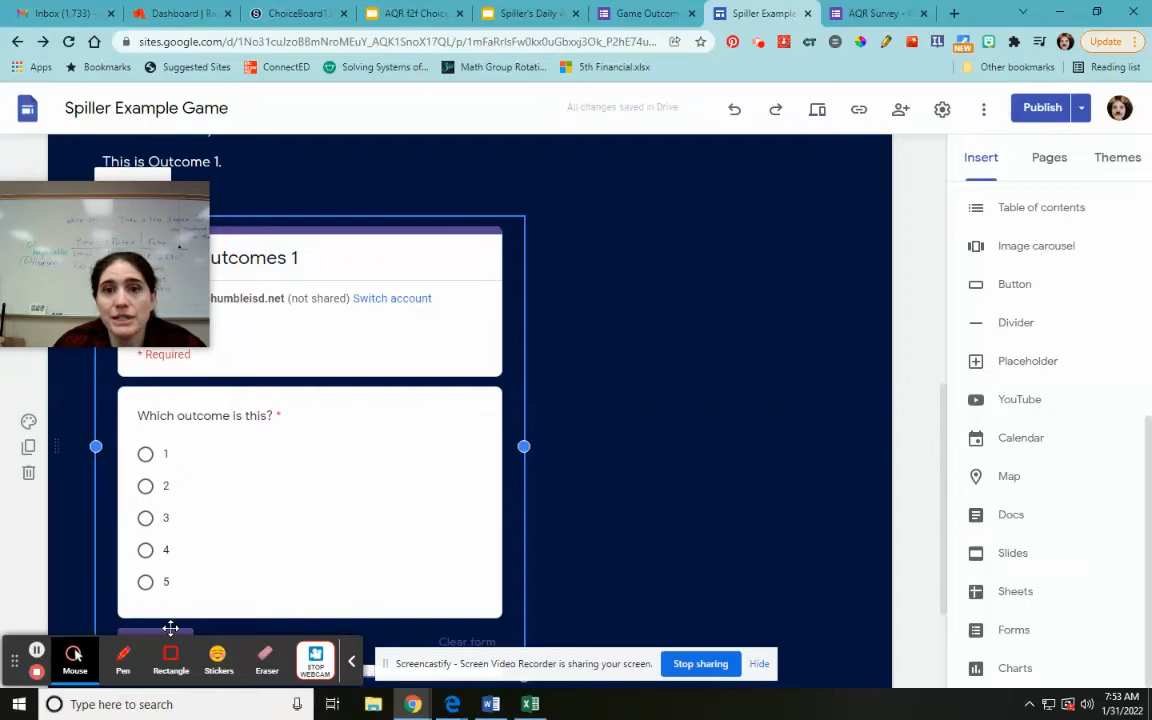 Inbox (1,733)
Dashboard | Ba
ChoiceBoard1
AQR.f2f Choic
Spiller's Daily
Game Outcom
Spiller Example
AQR Survey -
sites.google.com/d/1No31cuJzoBBmNroMEuY_AQK1SnoX17QL/p/1mFaRrlsFw0kx0uGbxxj3Ok_P2hE74u...
NEW
Update
Apps
Bookmarks
Suggested Sites
ConnectED
Solving Systems of...
Math Group Rotati...
5th Financial.xlsx
Other bookmarks
Reading list
Spiller Example Game
All changes saved in Drive
Publish
Insert
Pages
Themes
This is Outcome 1.
utcomes 1
humbleisd.net (not shared) Switch account
* Required
Which outcome is this? *
1
2
3
4
5
Clear form
Table of contents
Image carousel
Button
Divider
Placeholder
YouTube
Calendar
Map
Docs
Slides
Sheets
Forms
Charts
Mouse
Pen
Rectangle
Stickers
Eraser
STOP
WEBCAM
Screencastify - Screen Video Recorder is sharing your screen.
Stop sharing
Hide
Type here to search
7:53 AM
1/31/2022